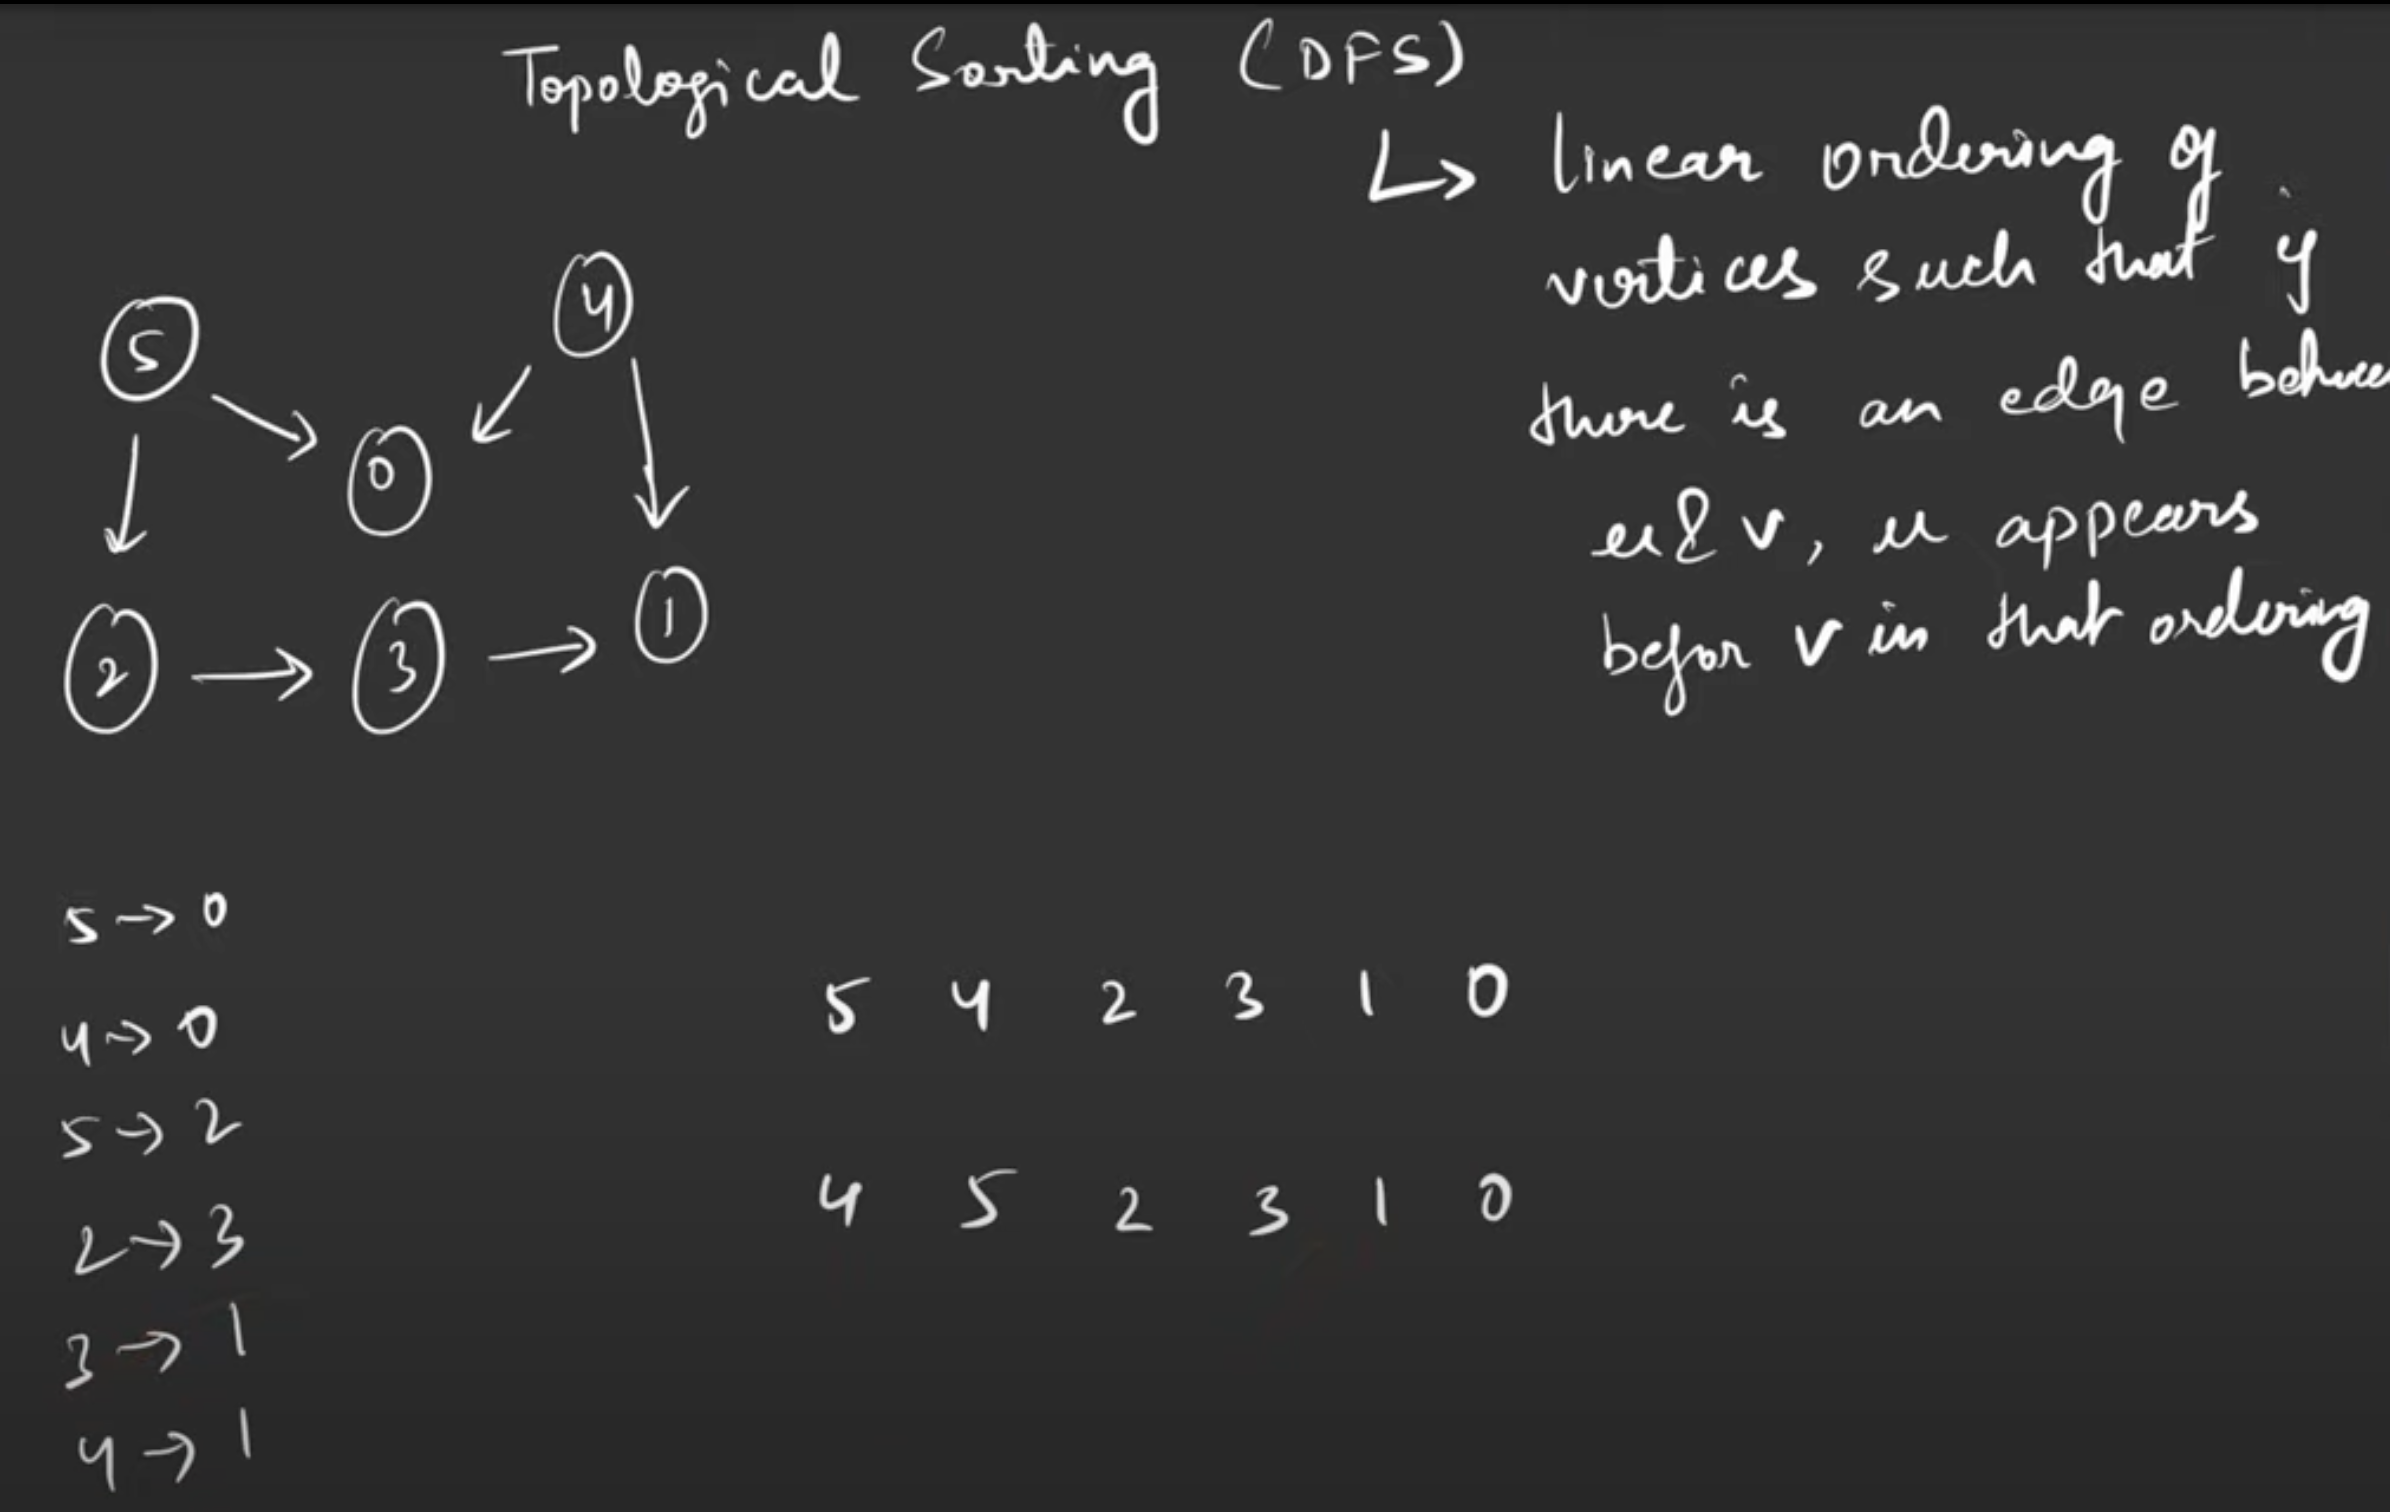 Topological Sorting (DFS)
↳ linear ordering of
vertices such that if
there is an edge between
u & v, u appears
befor v in that ordering
5
4
0
2
3
1
5 → 0
4 → 0
5 → 2
2 → 3
3 → 1
4 → 1
5 4 2 3 1 0
4 5 2 3 1 0